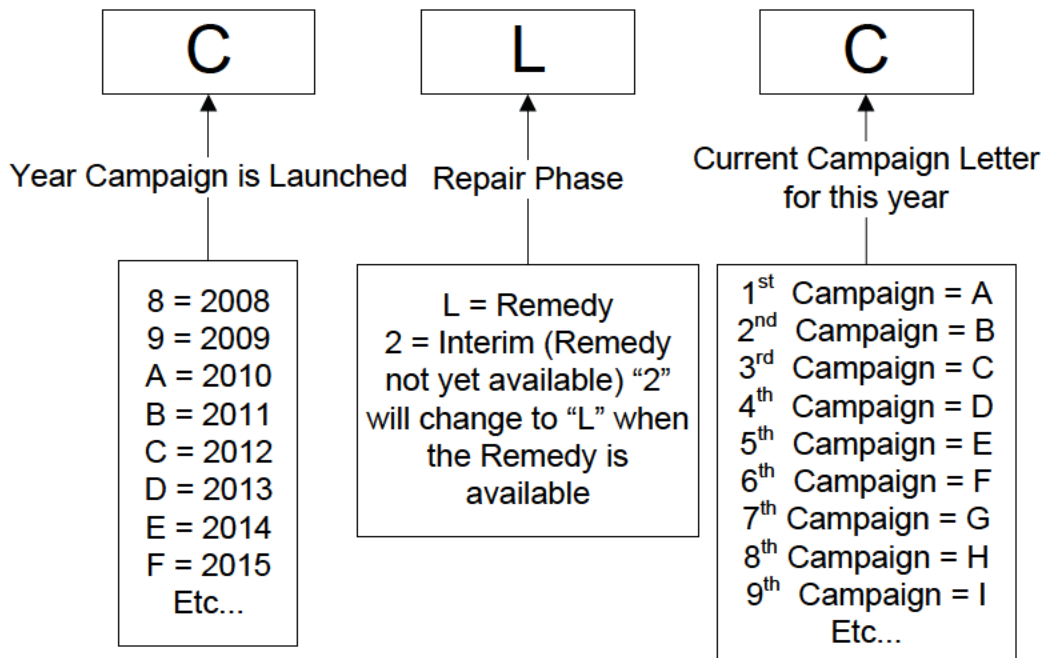 C
L
C
Year Campaign is Launched
Repair Phase
Current Campaign Letter
for this year
8 = 2008
9 = 2009
A = 2010
B = 2011
C = 2012
D = 2013
E = 2014
F = 2015
Etc...
L = Remedy
2 = Interim (Remedy
not yet available) “2”
will change to “L” when
the Remedy is
available
1st Campaign = A
2nd Campaign = B
3rd Campaign = C
4th Campaign = D
5th Campaign = E
6th Campaign = F
7th Campaign = G
8th Campaign = H
9th Campaign = I
Etc...